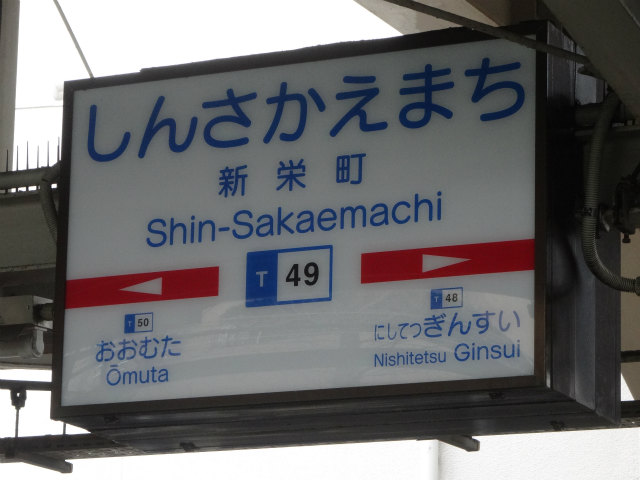 しんさかえまち
新栄町
Shin-Sakaemachi
T 49
T 50
おおむた
Ōmuta
T 48
にしてつぎんすい
Nishitetsu Ginsui